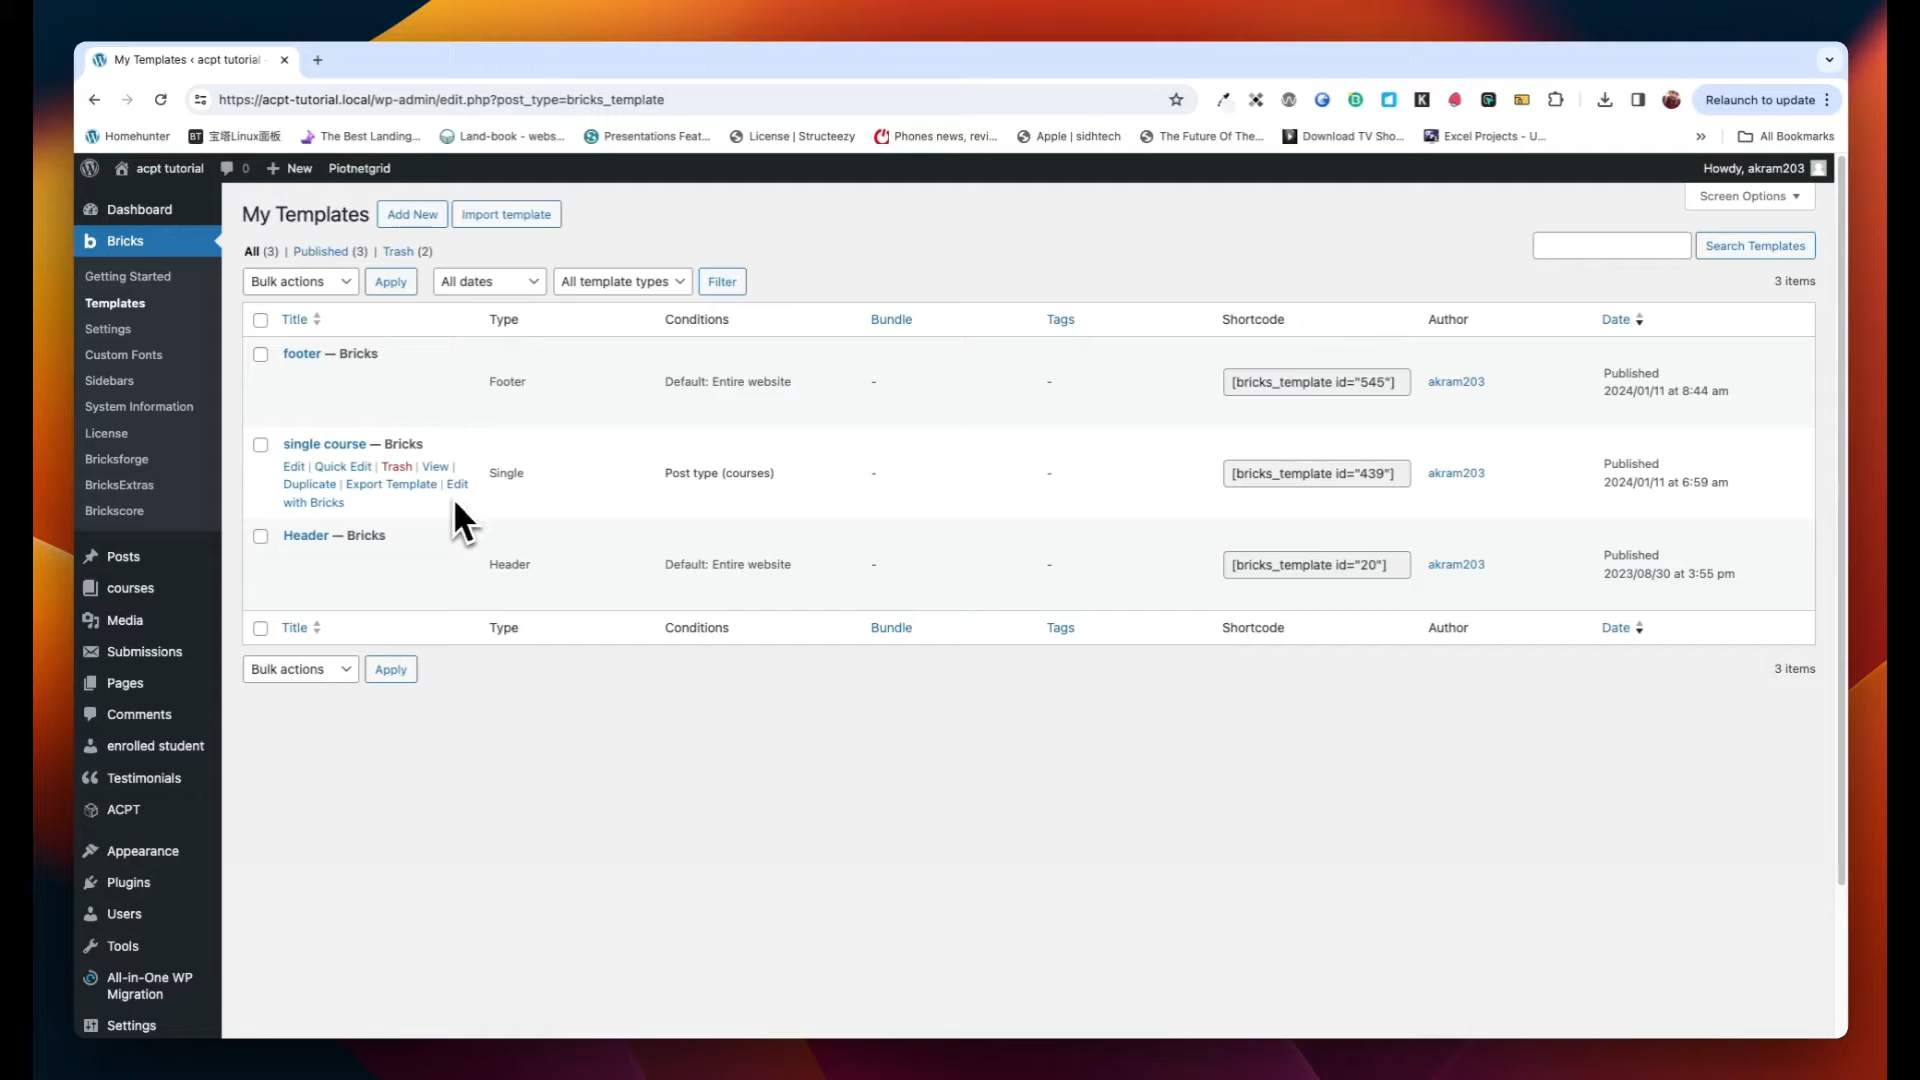 My Templates ‹ acpt tutorial
https://acpt-tutorial.local/wp-admin/edit.php?post_type=bricks_template
Relaunch to update
Homehunter
BT 宝塔Linux面板
The Best Landing...
Land-book - webs...
Presentations Feat...
License | Structeezy
Phones news, revi...
Apple | sidhtech
The Future Of The...
Download TV Sho...
Excel Projects - U...
»
All Bookmarks
acpt tutorial
0
New
Piotnetgrid
Howdy, akram203
Dashboard
Bricks
Getting Started
Templates
Settings
Custom Fonts
Sidebars
System Information
License
Bricksforge
BricksExtras
Brickscore
Posts
courses
Media
Submissions
Pages
Comments
enrolled student
Testimonials
ACPT
Appearance
Plugins
Users
Tools
All-in-One WP
Migration
Settings
My Templates
Add New
Import template
Screen Options
All (3) | Published (3) | Trash (2)
Search Templates
Bulk actions
Apply
All dates
All template types
Filter
3 items
Title Type Conditions Bundle Tags Shortcode Author Date
footer — Bricks
Footer
Default: Entire website
-
-
[bricks_template id="545"]
akram203
Published
2024/01/11 at 8:44 am
single course — Bricks
Edit | Quick Edit | Trash | View |
Duplicate | Export Template | Edit
with Bricks
Single
Post type (courses)
-
-
[bricks_template id="439"]
akram203
Published
2024/01/11 at 6:59 am
Header — Bricks
Header
Default: Entire website
-
-
[bricks_template id="20"]
akram203
Published
2023/08/30 at 3:55 pm
Title Type Conditions Bundle Tags Shortcode Author Date
Bulk actions
Apply
3 items